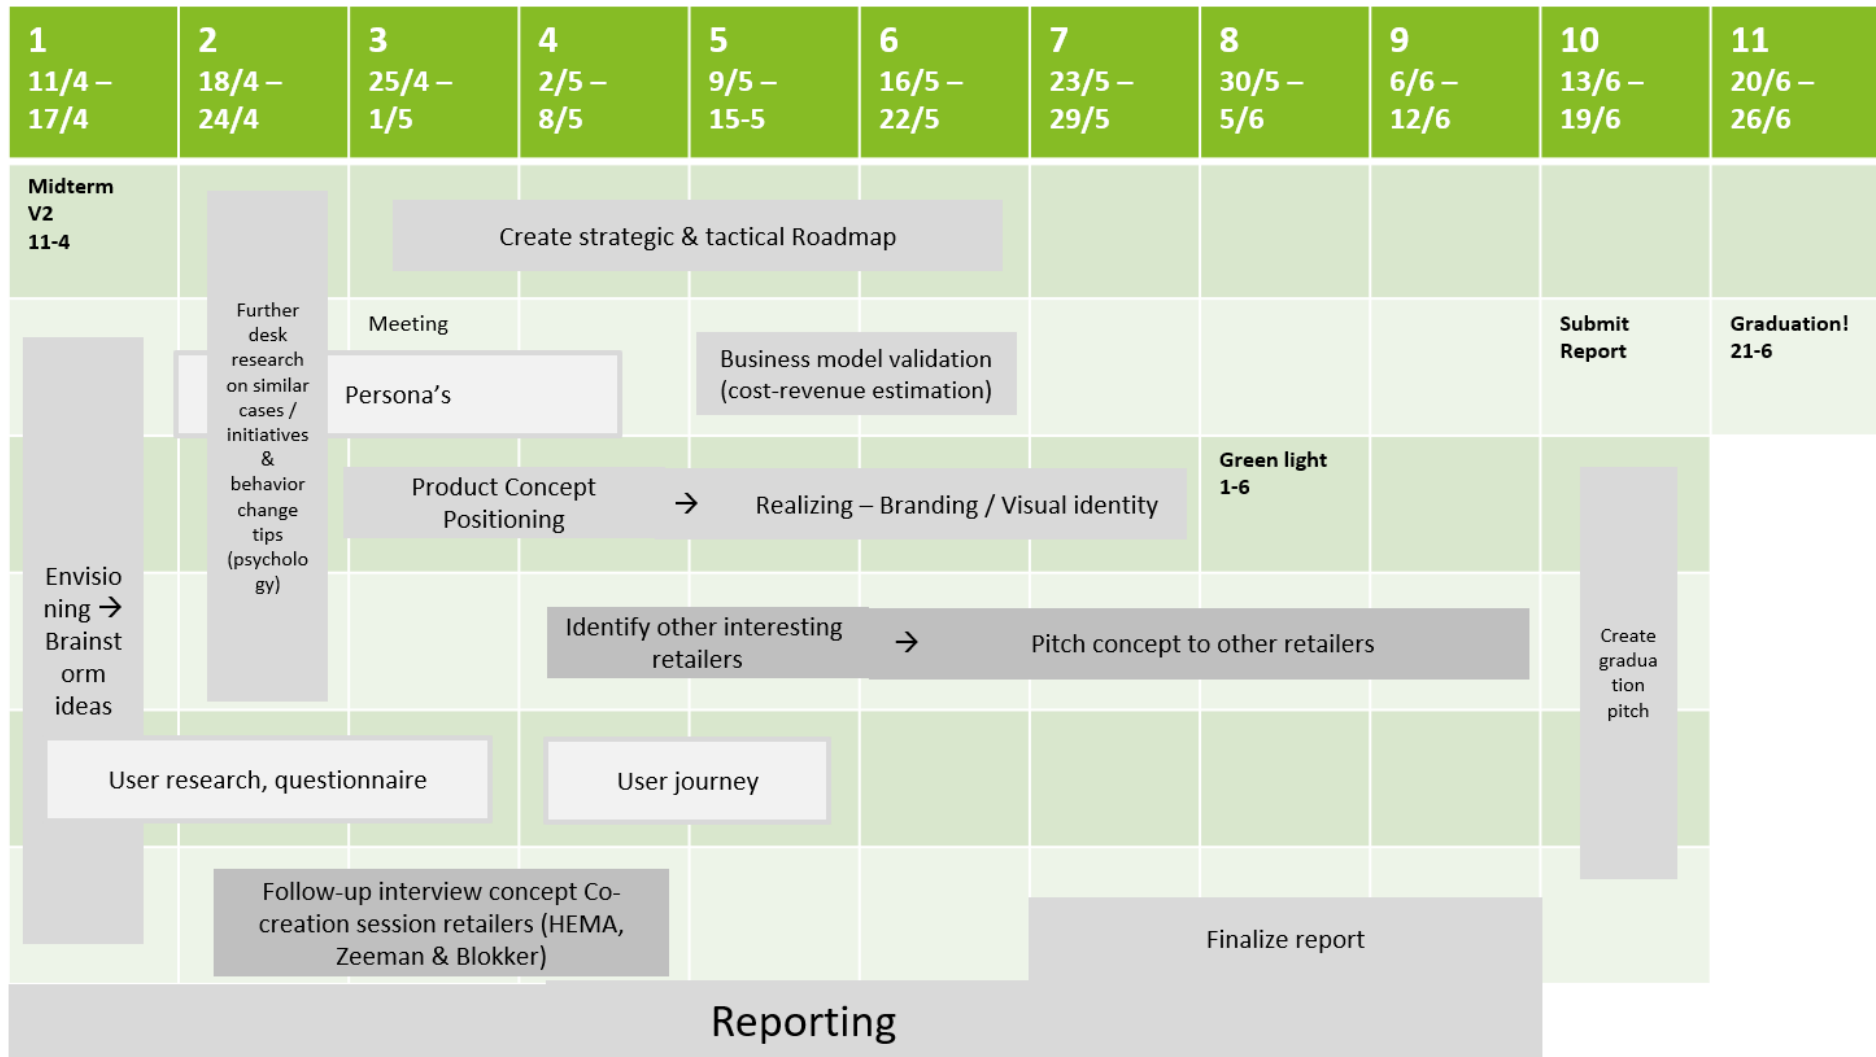 1
11/4 –
17/4
2
18/4 –
24/4
3
25/4 –
1/5
4
2/5 –
8/5
5
9/5 –
15-5
6
16/5 –
22/5
7
23/5 –
29/5
8
30/5 –
5/6
9
6/6 –
12/6
10
13/6 –
19/6
11
20/6 –
26/6
Midterm
V2
11-4
Create strategic & tactical Roadmap
Further
desk
research
on similar
cases /
initiatives
&
behavior
change
tips
(psycholo
gy)
Meeting
Persona’s
Business model validation
(cost-revenue estimation)
Submit
Report
Graduation!
21-6
Product Concept
Positioning
→
Realizing – Branding / Visual identity
Green light
1-6
Envisio
ning →
Brainst
orm
ideas
Identify other interesting
retailers
→
Pitch concept to other retailers
Create
gradua
tion
pitch
User research, questionnaire
User journey
Follow-up interview concept Co-
creation session retailers (HEMA,
Zeeman & Blokker)
Finalize report
Reporting